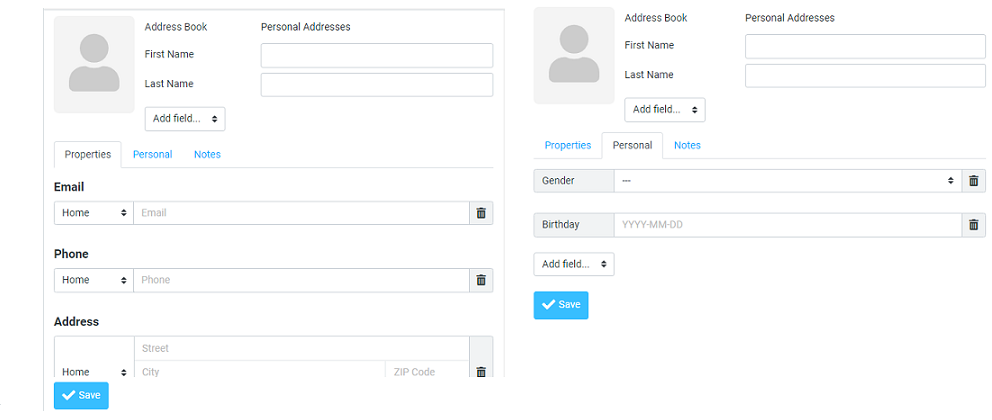 Address Book Personal Addresses
First Name
Last Name
Add field...
Properties Personal Notes
Email
Home Email
Phone
Home Phone
Address
Street
Home City ZIP Code
Save
Address Book Personal Addresses
First Name
Last Name
Add field...
Properties Personal Notes
Gender ---
Birthday YYYY-MM-DD
Add field...
Save